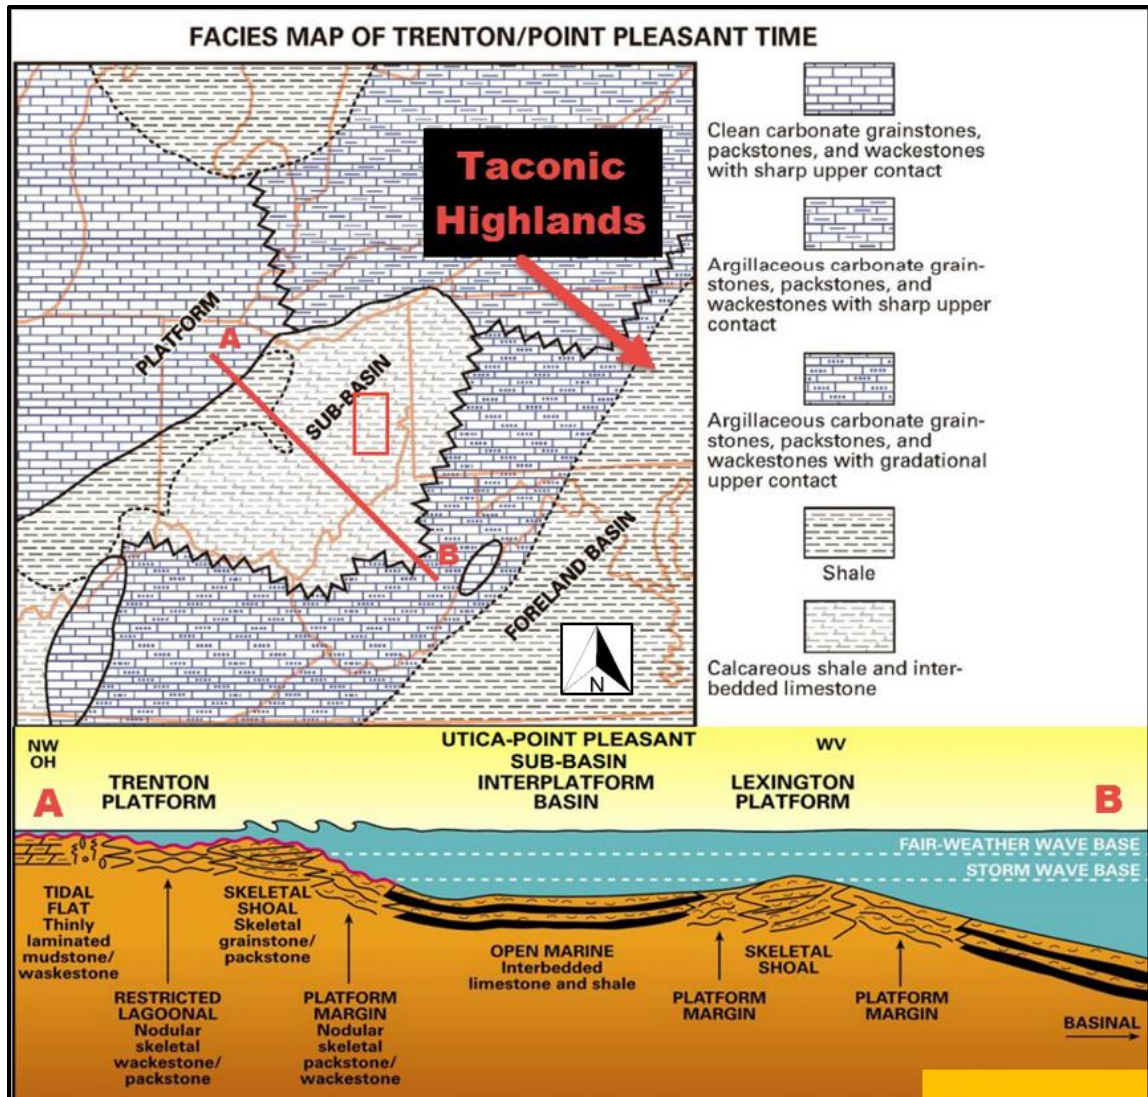 FACIES MAP OF TRENTON/POINT PLEASANT TIME
Taconic
Highlands
PLATFORM
A
SUB-BASIN
B
FORELAND BASIN
N
Clean carbonate grainstones,
packstones, and wackestones
with sharp upper contact
Argillaceous carbonate grain-
stones, packstones, and
wackestones with sharp upper
contact
Argillaceous carbonate grain-
stones, packstones, and
wackestones with gradational
upper contact
Shale
Calcareous shale and inter-
bedded limestone
NW
OH
A
TRENTON
PLATFORM
UTICA-POINT PLEASANT
SUB-BASIN
INTERPLATFORM
BASIN
WV
LEXINGTON
PLATFORM
B
FAIR-WEATHER WAVE BASE
STORM WAVE BASE
TIDAL
FLAT
Thinly
laminated
mudstone/
waskestone
SKELETAL
SHOAL
Skeletal
grainstone/
packstone
OPEN MARINE
Interbedded
limestone and shale
SKELETAL
SHOAL
RESTRICTED
LAGOONAL
Nodular
skeletal
wackestone/
packstone
PLATFORM
MARGIN
Nodular
skeletal
packstone/
wackestone
PLATFORM
MARGIN
PLATFORM
MARGIN
BASINAL